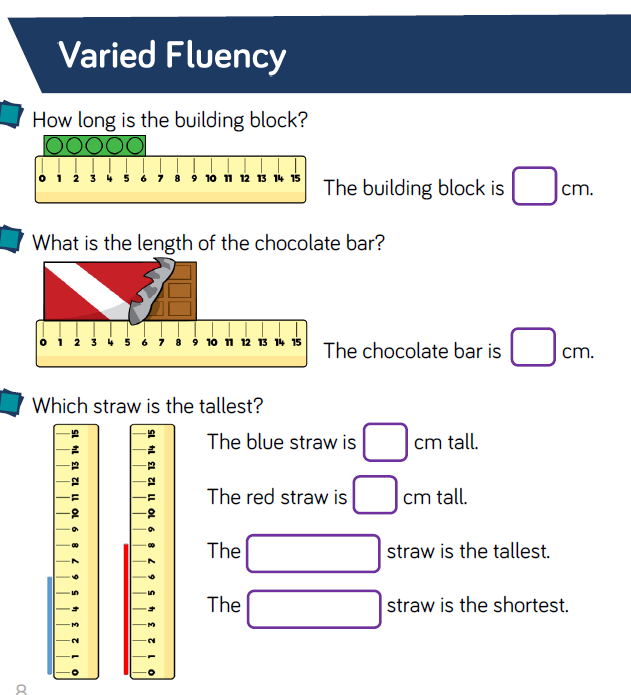 Varied Fluency
How long is the building block?
0 1 2 3 4 5 6 7 8 9 10 11 12 13 14 15
The building block is cm.
What is the length of the chocolate bar?
0 1 2 3 4 5 6 7 8 9 10 11 12 13 14 15
The chocolate bar is cm.
Which straw is the tallest?
0 1 2 3 4 5 6 7 8 9 10 11 12 13 14 15
0 1 2 3 4 5 6 7 8 9 10 11 12 13 14 15
The blue straw is cm tall.
The red straw is cm tall.
The straw is the tallest.
The straw is the shortest.
8